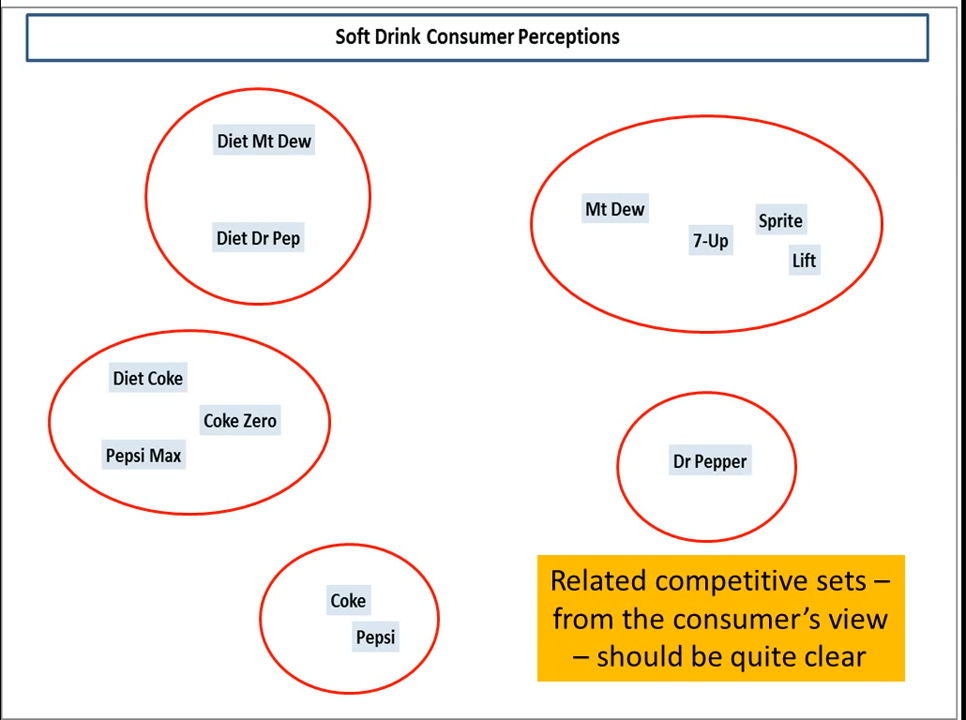 Soft Drink Consumer Perceptions
Diet Mt Dew
Diet Dr Pep
Mt Dew
7-Up
Sprite
Lift
Diet Coke
Coke Zero
Pepsi Max
Dr Pepper
Coke
Pepsi
Related competitive sets –
from the consumer’s view
– should be quite clear